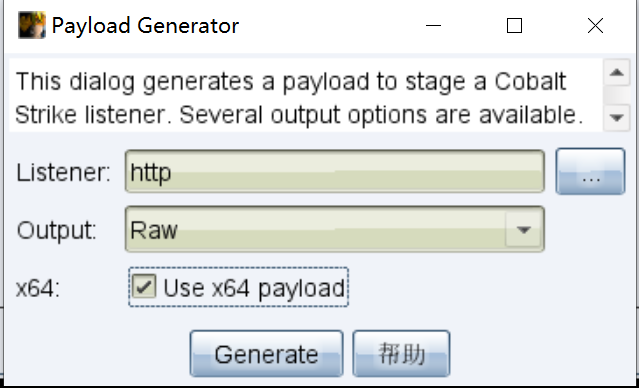 Payload Generator
This dialog generates a payload to stage a Cobalt
Strike listener. Several output options are available.
Listener: http ...
Output: Raw
x64: Use x64 payload
Generate 帮助